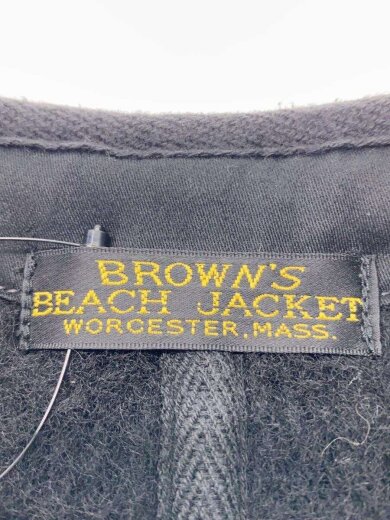 BROWN'S
BEACH JACKET
WORCESTER, MASS.